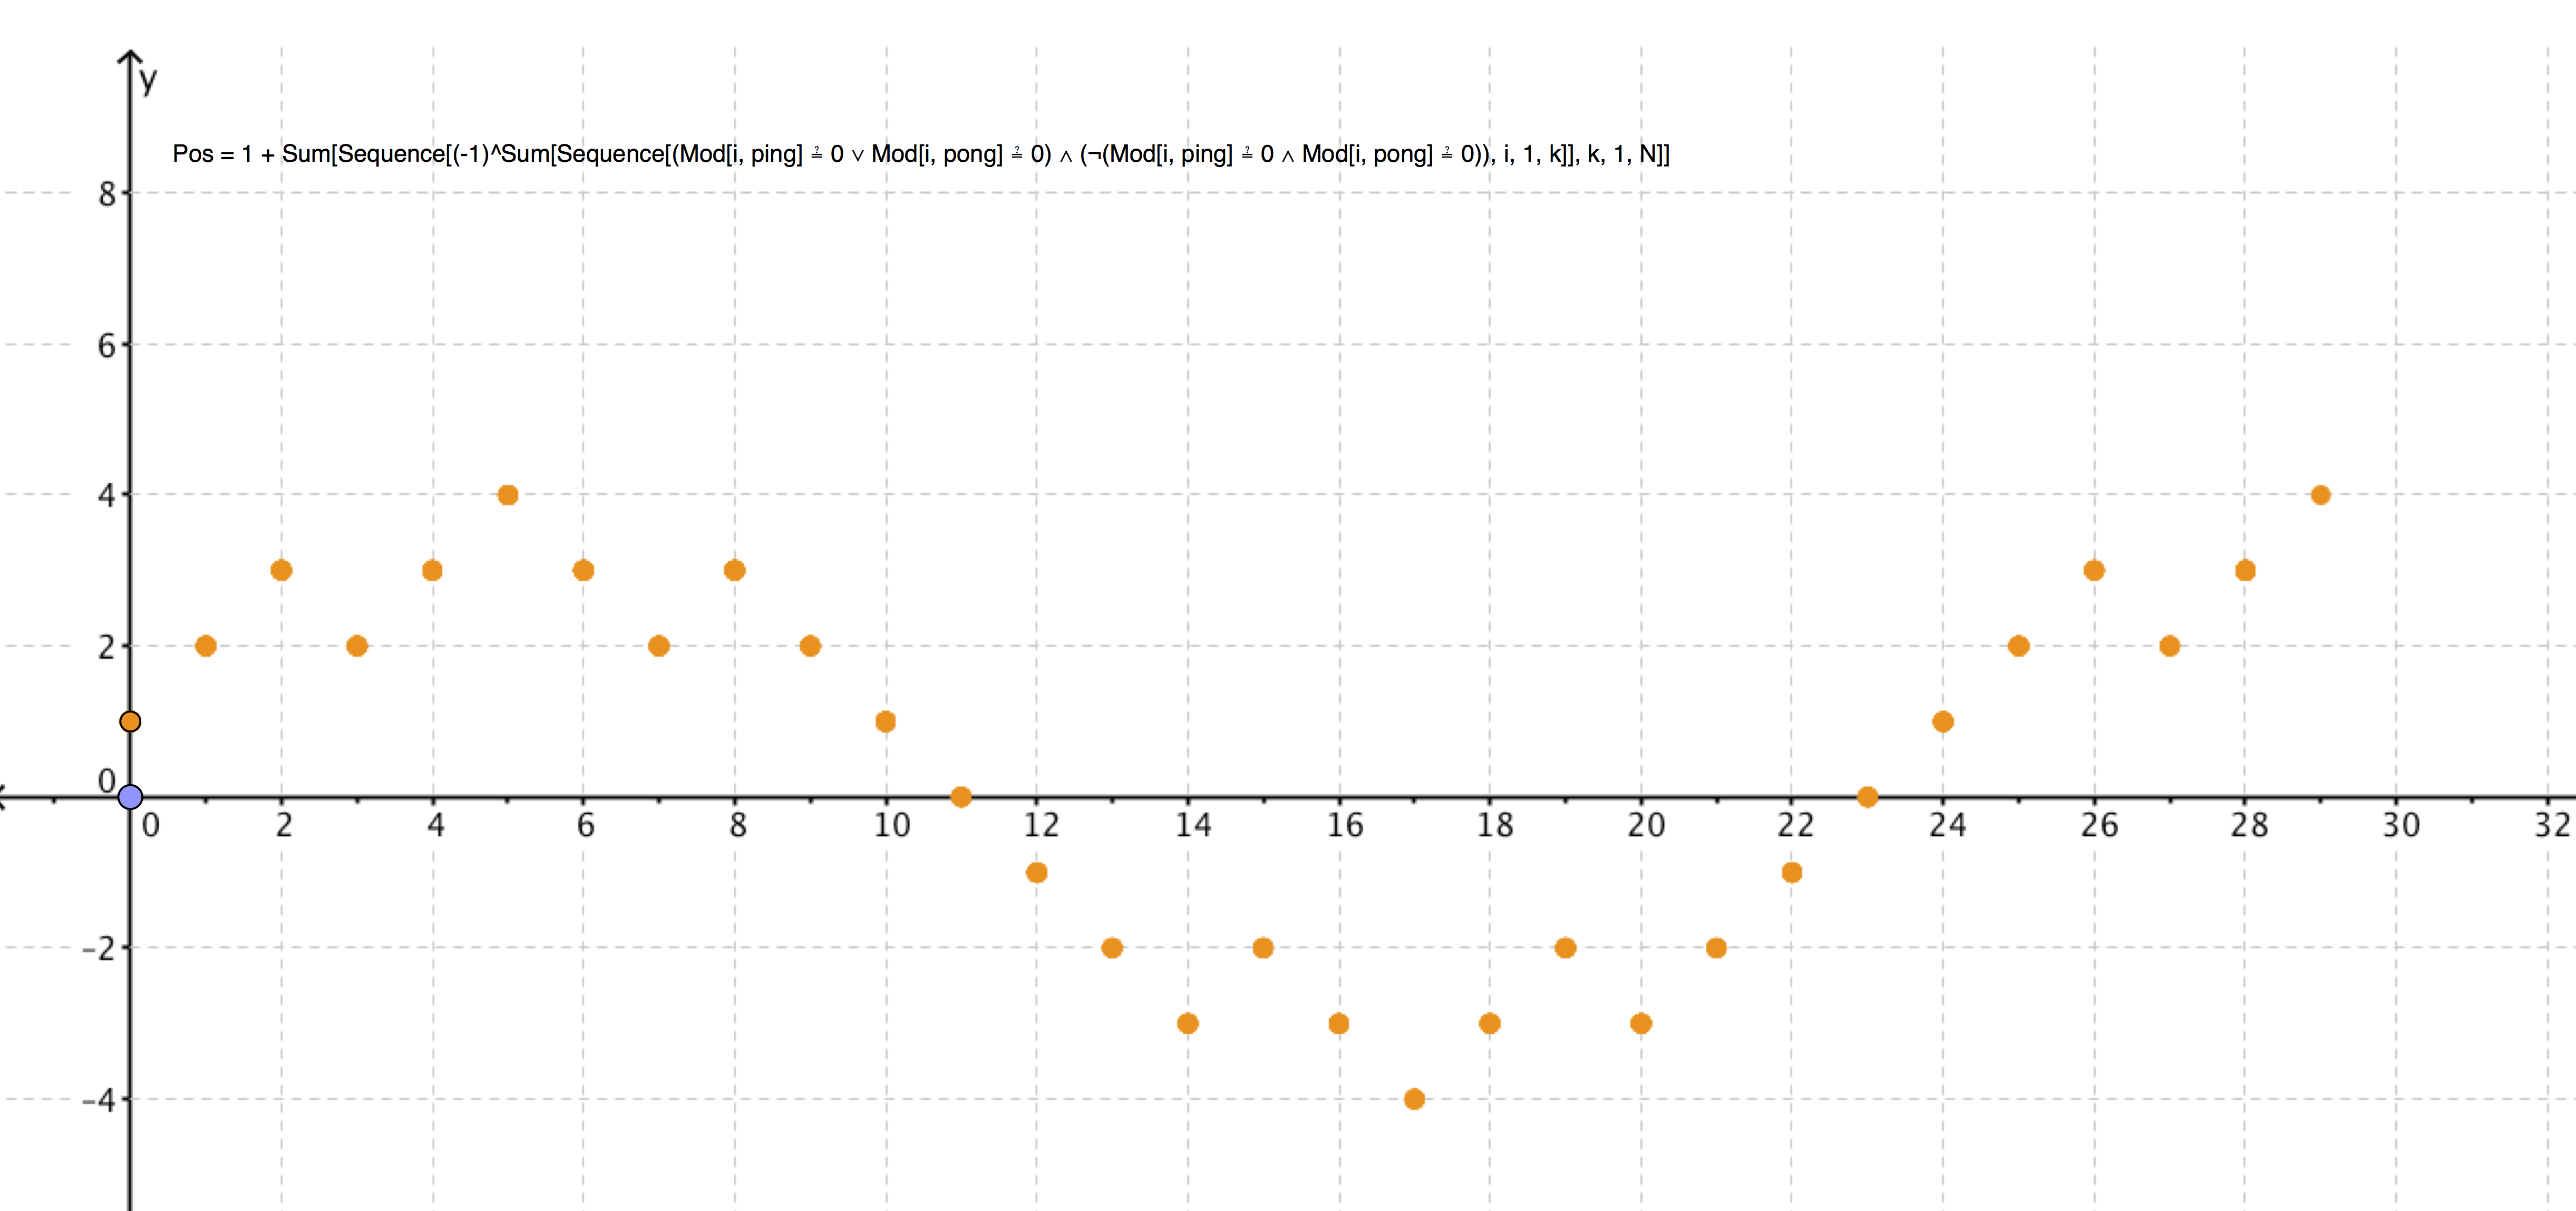 y
Pos = 1 + Sum[Sequence[(-1)^Sum[Sequence[(Mod[i, ping] ≟ 0 ∨ Mod[i, pong] ≟ 0) ∧ (¬(Mod[i, ping] ≟ 0 ∧ Mod[i, pong] ≟ 0)), i, 1, k]], k, 1, N]]
8
6
4
2
0
0 2 4 6 8 10 12 14 16 18 20 22 24 26 28 30 32
–2
–4